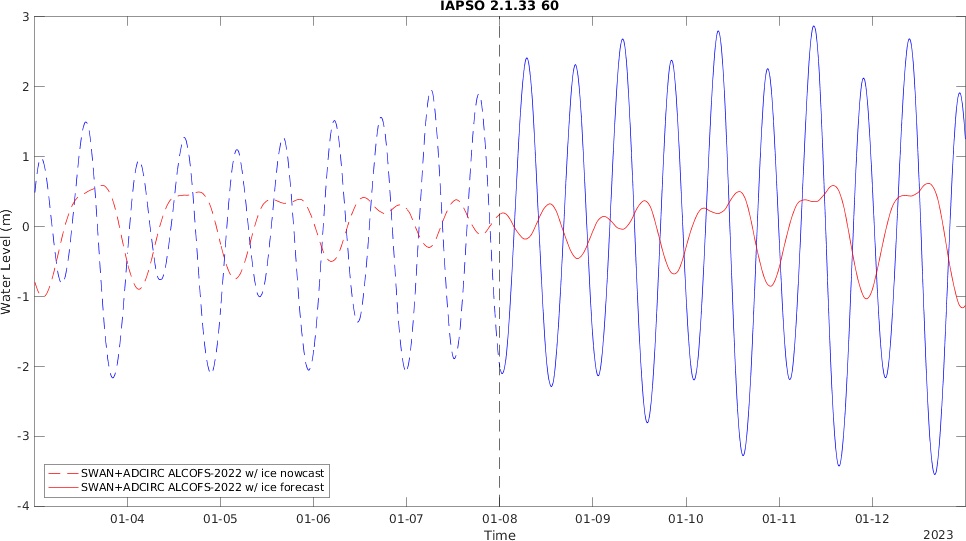 IAPSO 2.1.33 60
3
2
1
0
-1
-2
-3
-4
Water Level (m)
SWAN+ADCIRC ALCOFS-2022 w/ ice nowcast
SWAN+ADCIRC ALCOFS-2022 w/ ice forecast
01-04 01-05 01-06 01-07 01-08 01-09 01-10 01-11 01-12
Time
2023